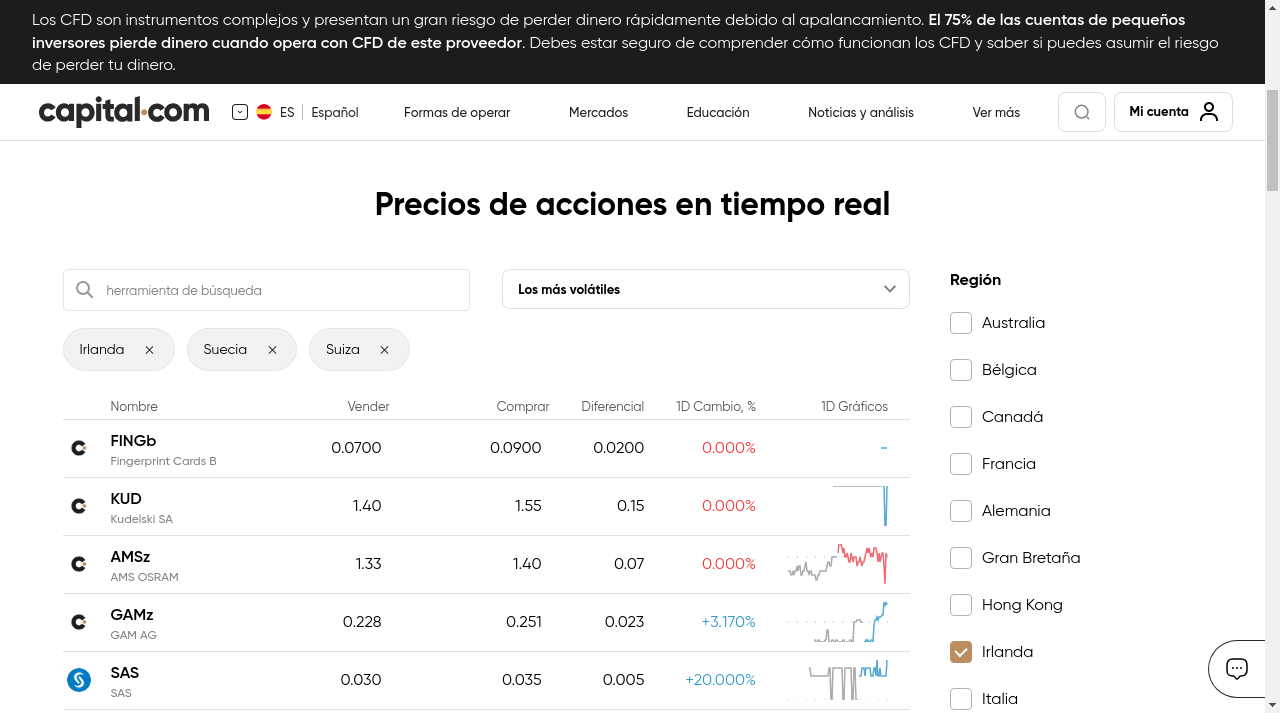 Los CFD son instrumentos complejos y presentan un gran riesgo de perder dinero rápidamente debido al apalancamiento. El 75% de las cuentas de pequeños
inversores pierde dinero cuando opera con CFD de este proveedor. Debes estar seguro de comprender cómo funcionan los CFD y saber si puedes asumir el riesgo
de perder tu dinero.
capital.com ES Español Formas de operar Mercados Educación Noticias y análisis Ver más Mi cuenta
Precios de acciones en tiempo real
herramienta de búsqueda
Los más volátiles
Irlanda Suecia Suiza
Nombre Vender Comprar Diferencial 1D Cambio, % 1D Gráficos
FINGb 0.0700 0.0900 0.0200 0.000% -
Fingerprint Cards B
KUD 1.40 1.55 0.15 0.000%
Kudelski SA
AMSz 1.33 1.40 0.07 0.000%
AMS OSRAM
GAMz 0.228 0.251 0.023 +3.170%
GAM AG
SAS 0.030 0.035 0.005 +20.000%
SAS
Región
Australia
Bélgica
Canadá
Francia
Alemania
Gran Bretaña
Hong Kong
Irlanda
Italia